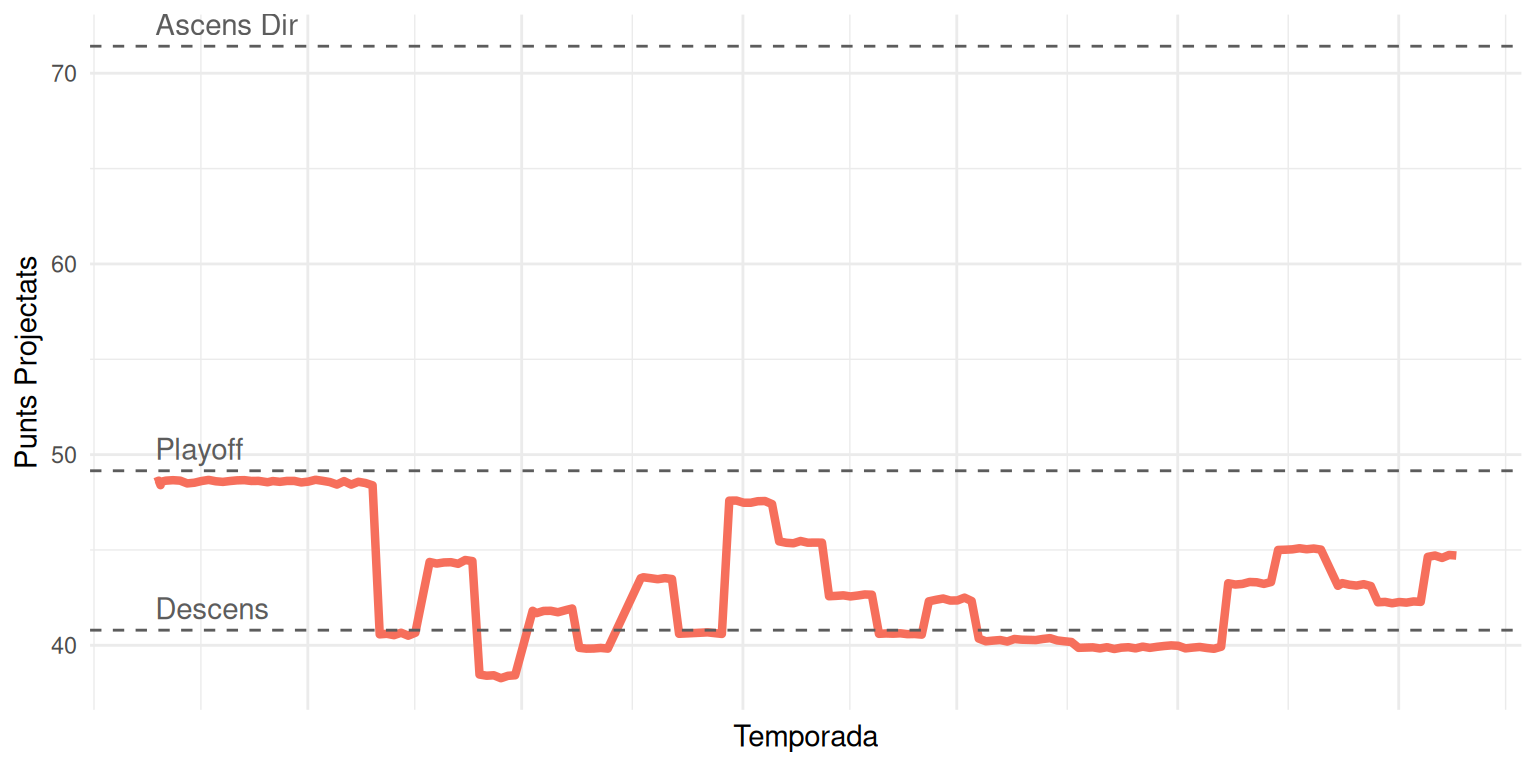 Ascens Dir
70
60
Punts Projectats
Playoff
50
Descens
40
Temporada